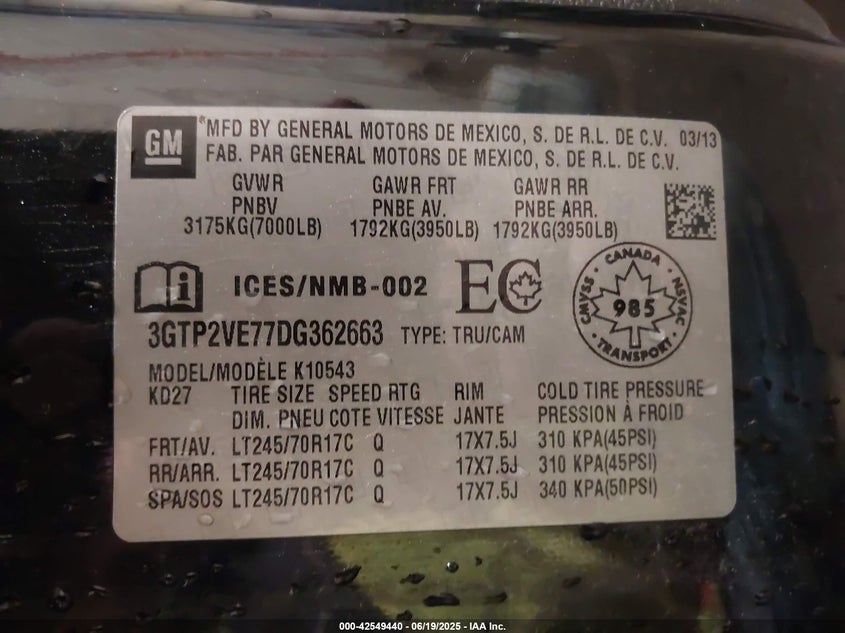 GM
®MFD BY GENERAL MOTORS DE MEXICO, S. DE R.L. DE C.V. 03/13
FAB. PAR GENERAL MOTORS DE MEXICO, S. DE R.L. DE C.V.
GVWR GAWR FRT GAWR RR
PNBV PNBE AV. PNBE ARR.
3175KG(7000LB) 1792KG(3950LB) 1792KG(3950LB)
i ICES/NMB-002 EC
CANADA
CMVSS 985 NSVAC
TRANSPORT
3GTP2VE77DG362663 TYPE: TRU/CAM
MODEL/MODÈLE K10543
KD27 TIRE SIZE SPEED RTG RIM COLD TIRE PRESSURE
DIM. PNEU COTE VITESSE JANTE PRESSION À FROID
FRT/AV. LT245/70R17C Q 17X7.5J 310 KPA(45PSI)
RR/ARR. LT245/70R17C Q 17X7.5J 310 KPA(45PSI)
SPA/SOS LT245/70R17C Q 17X7.5J 340 KPA(50PSI)
000-42549440 - 06/19/2025 - IAA Inc.